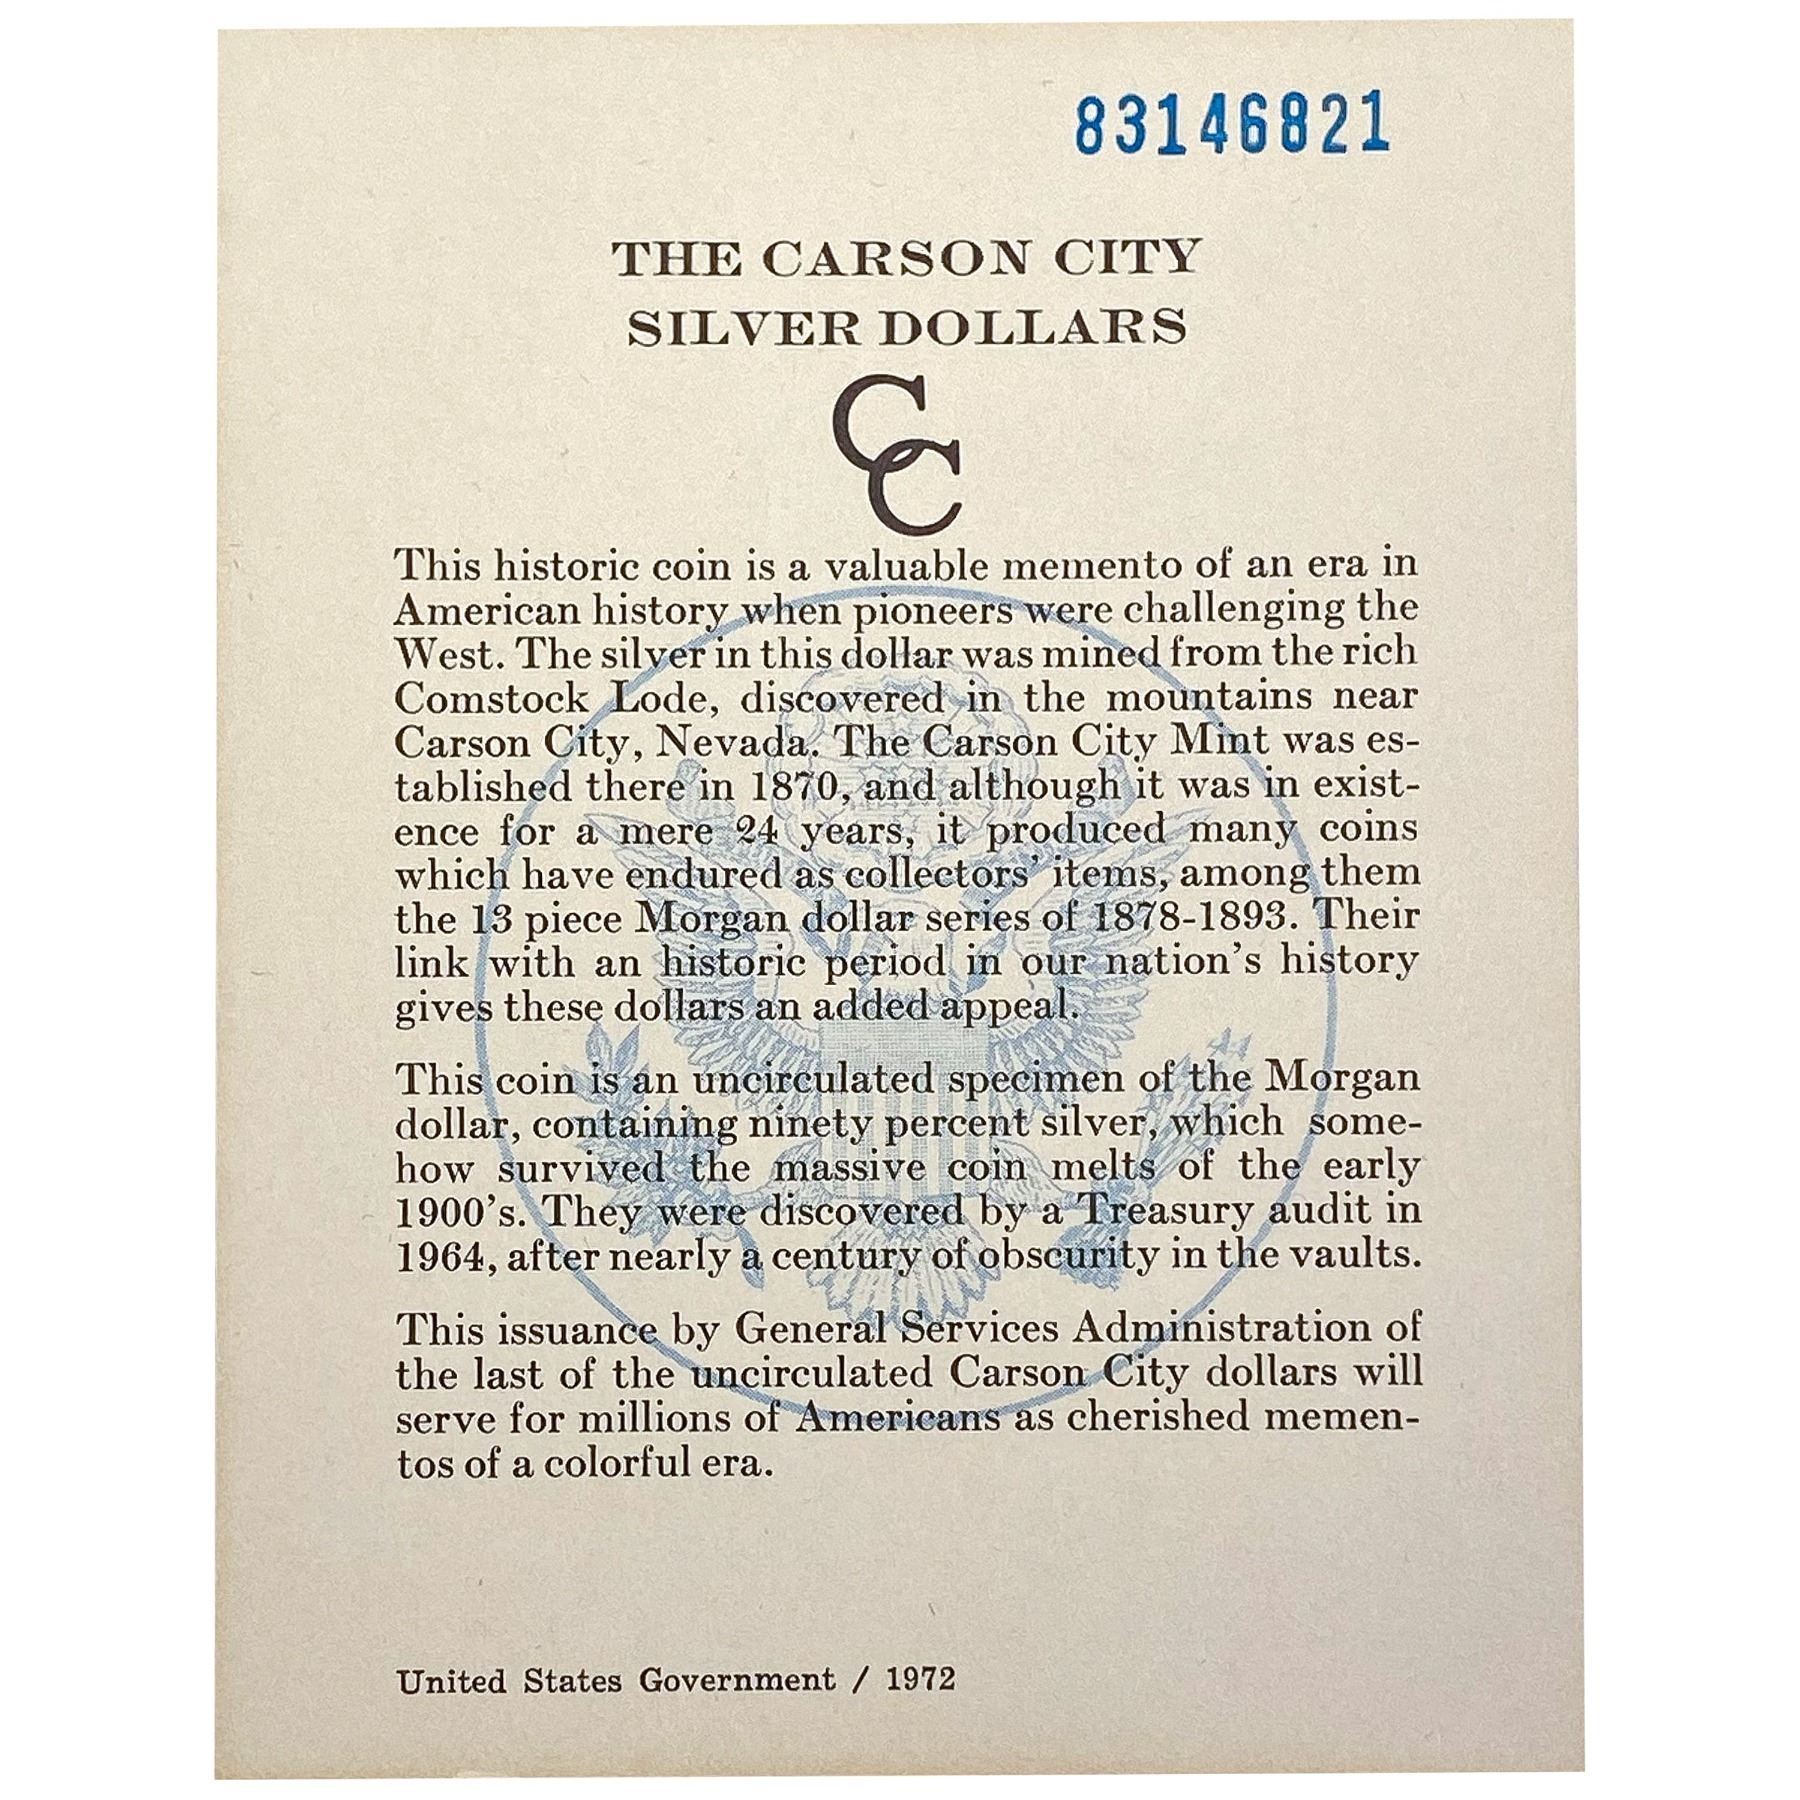 83146821
THE CARSON CITY
SILVER DOLLARS
CC
This historic coin is a valuable memento of an era in
American history when pioneers were challenging the
West. The silver in this dollar was mined from the rich
Comstock Lode, discovered in the mountains near
Carson City, Nevada. The Carson City Mint was es-
tablished there in 1870, and although it was in exist-
ence for a mere 24 years, it produced many coins
which have endured as collectors' items, among them
the 13 piece Morgan dollar series of 1878-1893. Their
link with an historic period in our nation's history
gives these dollars an added appeal.
This coin is an uncirculated specimen of the Morgan
dollar, containing ninety percent silver, which some-
how survived the massive coin melts of the early
1900's. They were discovered by a Treasury audit in
1964, after nearly a century of obscurity in the vaults.
This issuance by General Services Administration of
the last of the uncirculated Carson City dollars will
serve for millions of Americans as cherished memen-
tos of a colorful era.
United States Government / 1972